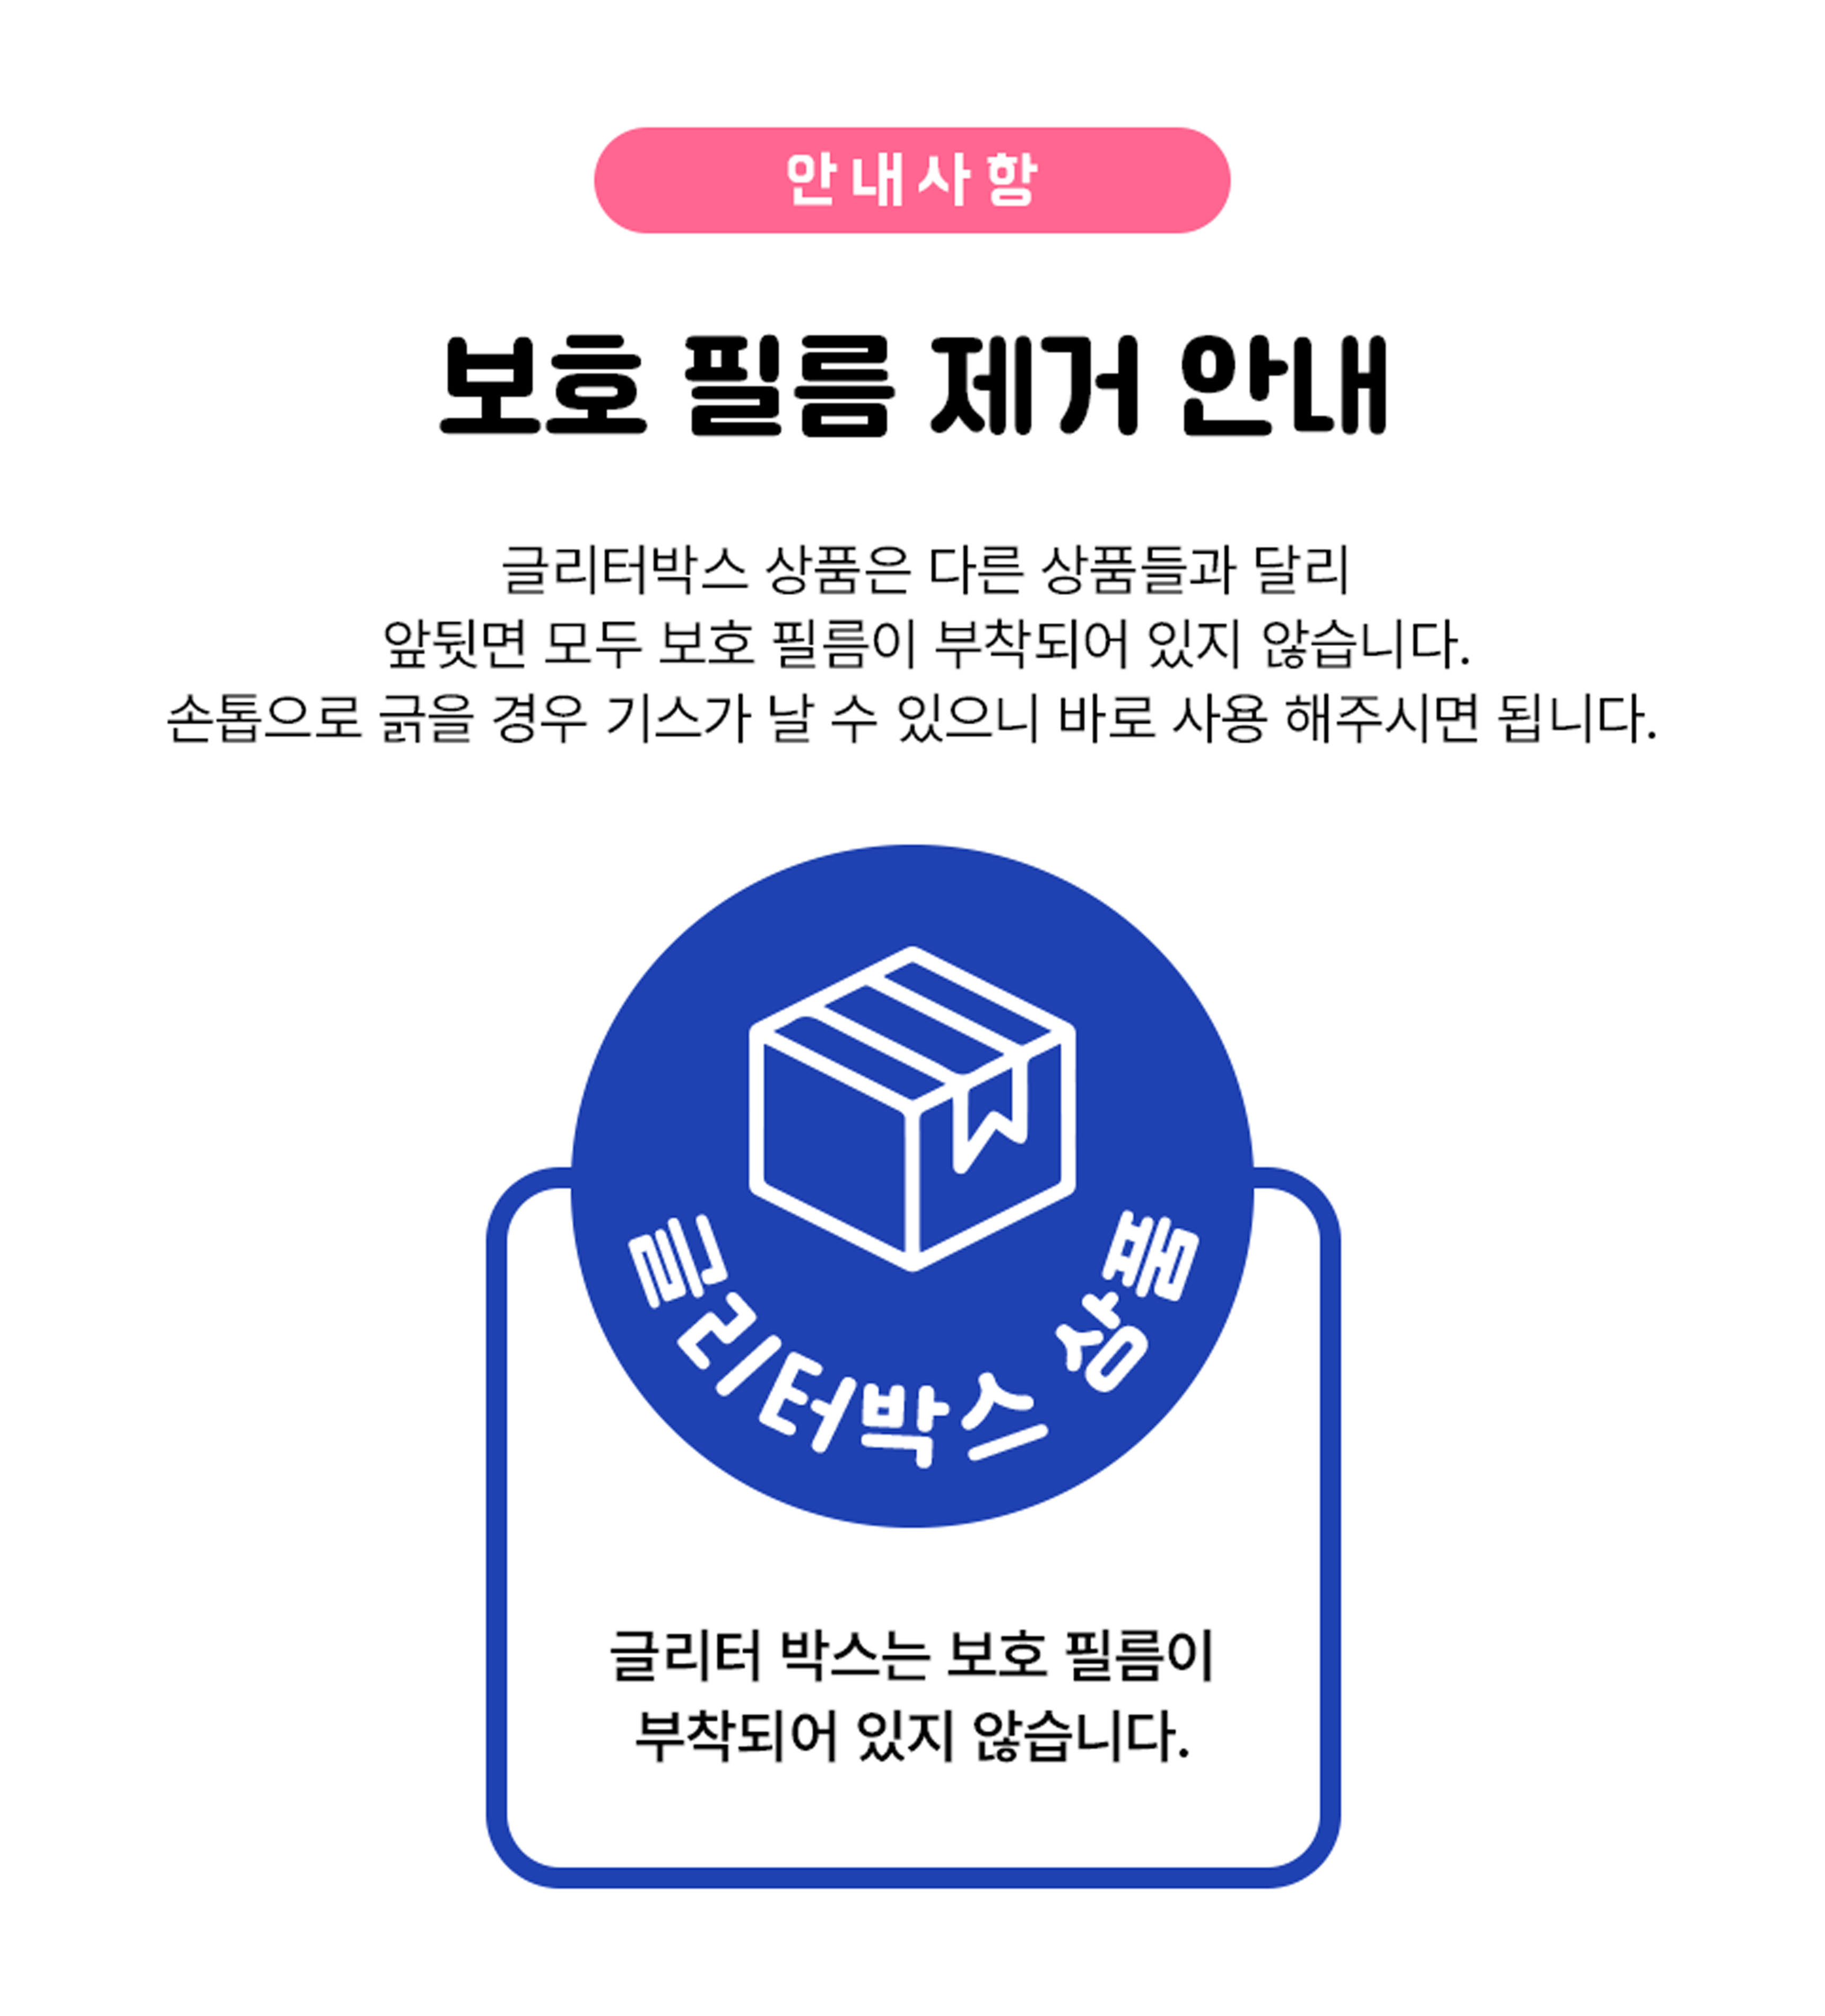 안내사항
보호 필름 제거 안내
글리터박스 상품은 다른 상품들과 달리
앞뒷면 모두 보호 필름이 부착되어 있지 않습니다.
손톱으로 긁을 경우 기스가 날 수 있으니 바로 사용 해주시면 됩니다.
글리터박스 상품
글리터 박스는 보호 필름이
부착되어 있지 않습니다.